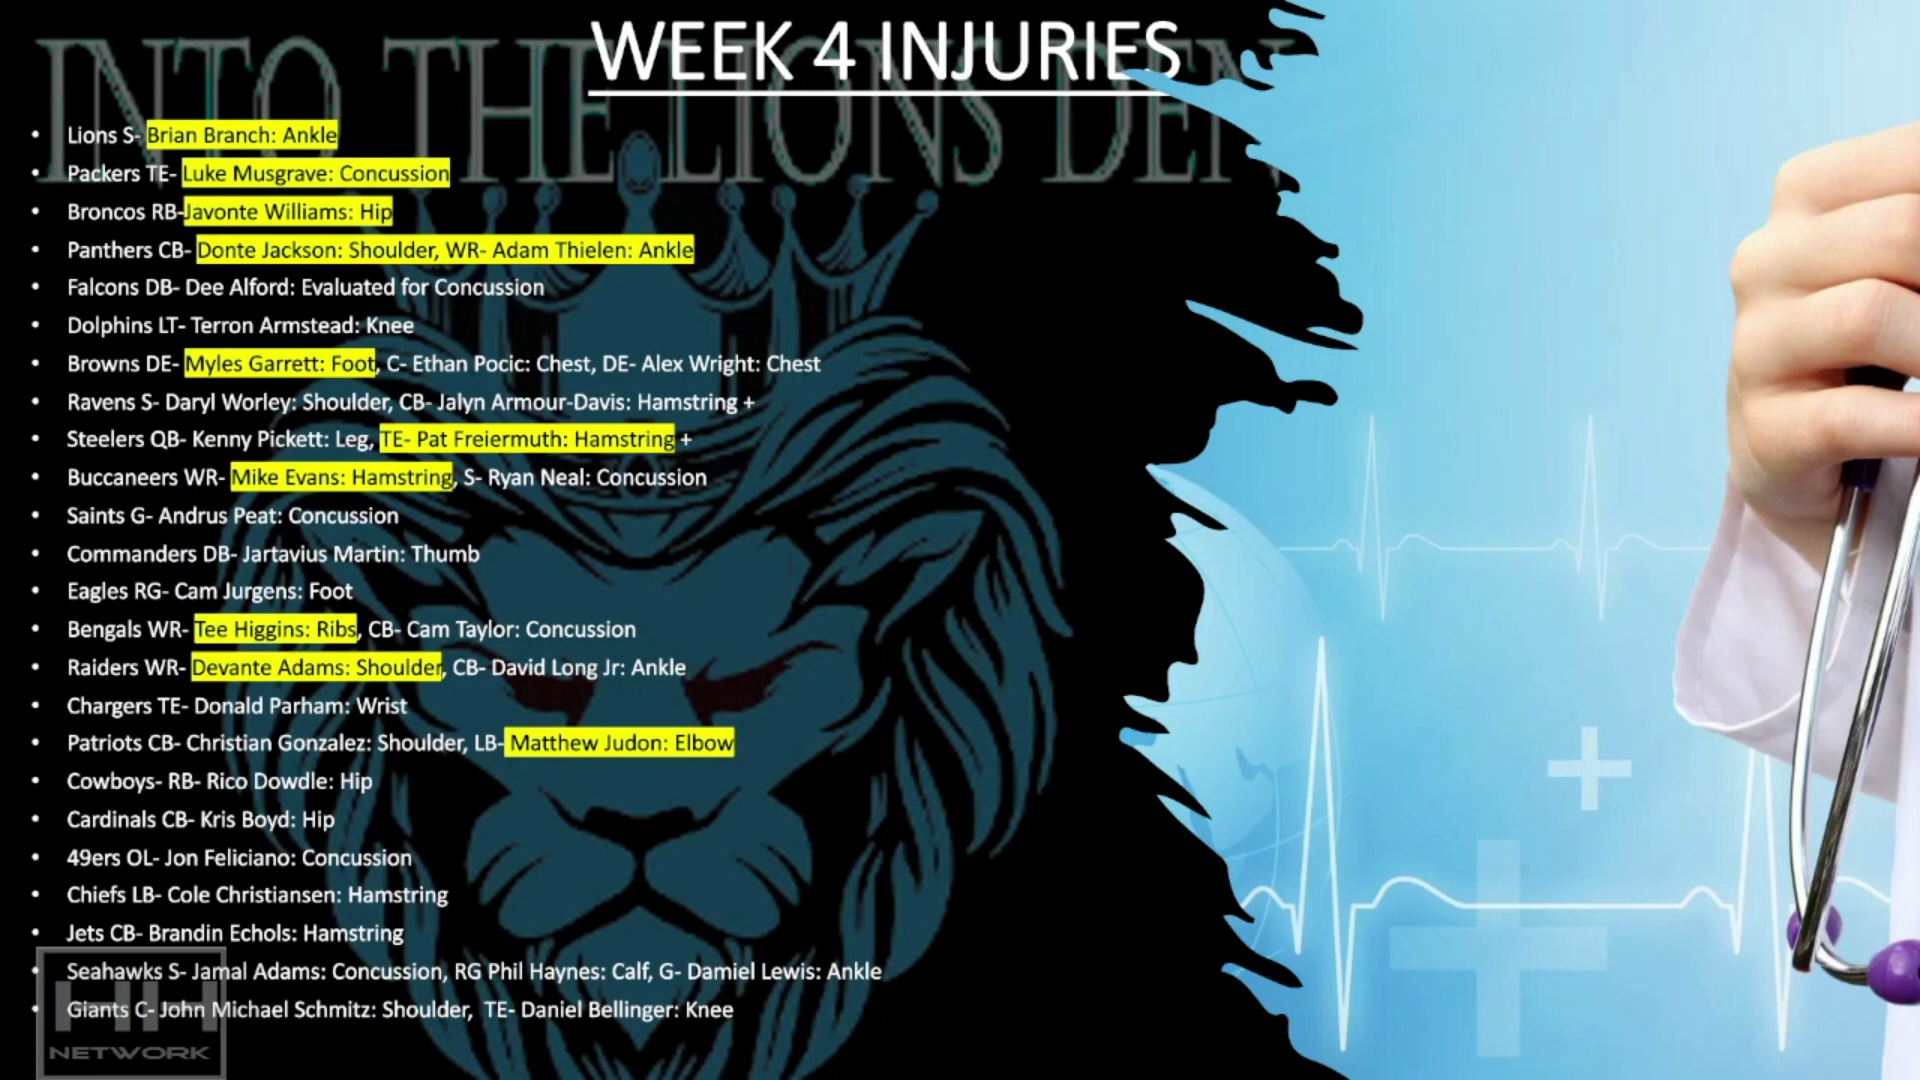 WEEK 4 INJURIES
INTO THE LIONS DEN
• Lions S- Brian Branch: Ankle
• Packers TE- Luke Musgrave: Concussion
• Broncos RB-Javonte Williams: Hip
• Panthers CB- Donte Jackson: Shoulder, WR- Adam Thielen: Ankle
• Falcons DB- Dee Alford: Evaluated for Concussion
• Dolphins LT- Terron Armstead: Knee
• Browns DE- Myles Garrett: Foot, C- Ethan Pocic: Chest, DE- Alex Wright: Chest
• Ravens S- Daryl Worley: Shoulder, CB- Jalyn Armour-Davis: Hamstring +
• Steelers QB- Kenny Pickett: Leg, TE- Pat Freiermuth: Hamstring +
• Buccaneers WR- Mike Evans: Hamstring, S- Ryan Neal: Concussion
• Saints G- Andrus Peat: Concussion
• Commanders DB- Jartavius Martin: Thumb
• Eagles RG- Cam Jurgens: Foot
• Bengals WR- Tee Higgins: Ribs, CB- Cam Taylor: Concussion
• Raiders WR- Devante Adams: Shoulder, CB- David Long Jr: Ankle
• Chargers TE- Donald Parham: Wrist
• Patriots CB- Christian Gonzalez: Shoulder, LB- Matthew Judon: Elbow
• Cowboys- RB- Rico Dowdle: Hip
• Cardinals CB- Kris Boyd: Hip
• 49ers OL- Jon Feliciano: Concussion
• Chiefs LB- Cole Christiansen: Hamstring
• Jets CB- Brandin Echols: Hamstring
• Seahawks S- Jamal Adams: Concussion, RG Phil Haynes: Calf, G- Damiel Lewis: Ankle
• Giants C- John Michael Schmitz: Shoulder, TE- Daniel Bellinger: Knee
HH
NETWORK